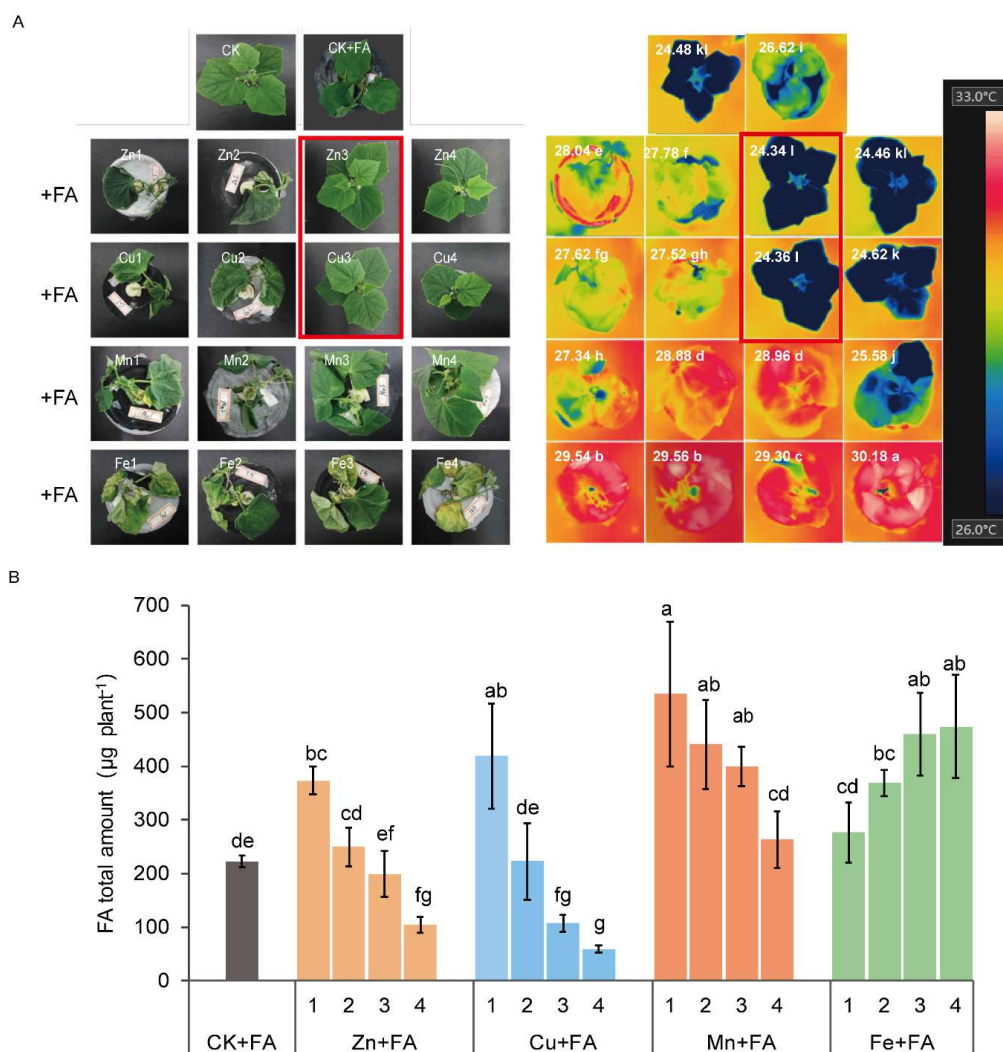 A
CK CK+FA
24.48 kl 26.62 i
33.0°C
Zn1 Zn2 Zn3 Zn4
28.04 e 27.78 f 24.34 l 24.46 kl
+FA
Cu1 Cu2 Cu3 Cu4
27.62 fg 27.52 gh 24.36 l 24.62 k
+FA
Mn1 Mn2 Mn3 Mn4
27.34 h 28.88 d 28.96 d 25.58 j
+FA
Fe1 Fe2 Fe3 Fe4
29.54 b 29.56 b 29.30 c 30.18 a
+FA
26.0°C
B
FA total amount (µg plant⁻¹)
700
600
500
400
300
200
100
0
de
bc cd ef fg
ab de fg g
a ab ab cd
cd bc ab ab
1 2 3 4 1 2 3 4 1 2 3 4 1 2 3 4
CK+FA Zn+FA Cu+FA Mn+FA Fe+FA